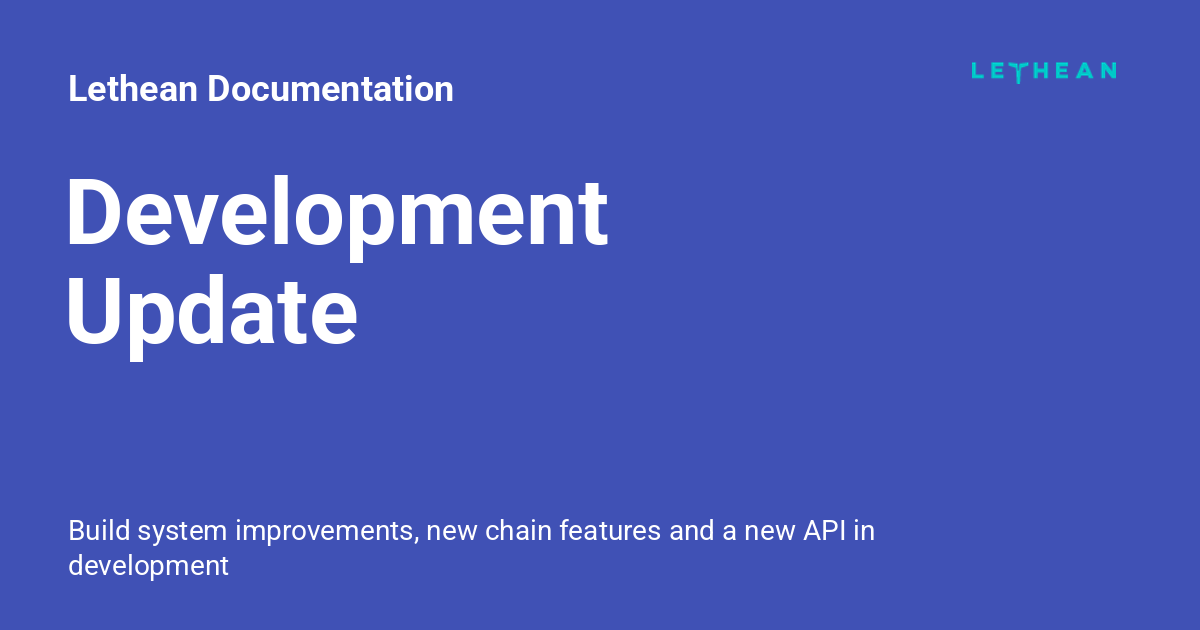 Lethean Documentation
LETHEAN
Development
Update
Build system improvements, new chain features and a new API in
development